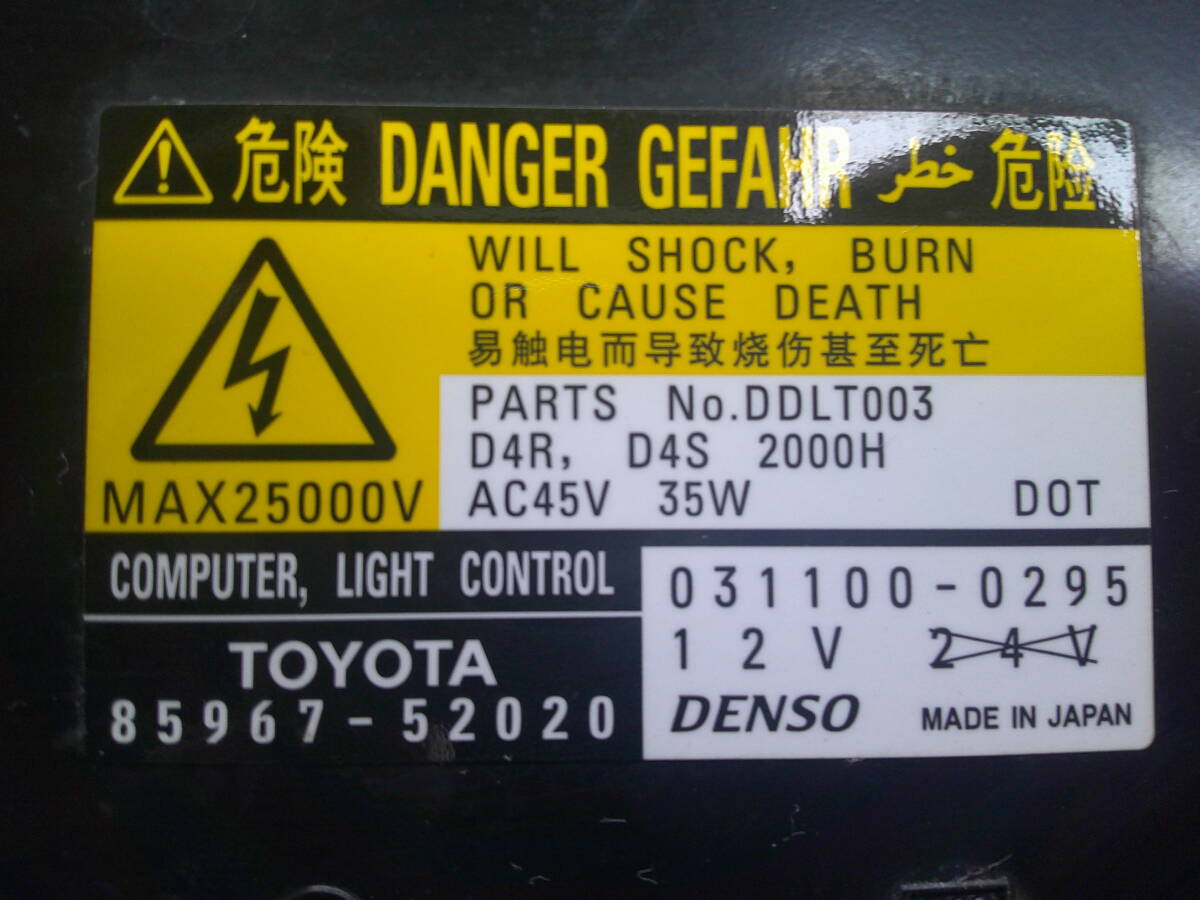 危険 DANGER GEFAHR خطر 危险
WILL SHOCK, BURN
OR CAUSE DEATH
易触电而导致烧伤甚至死亡
MAX25000V
PARTS No.DDLT003
D4R, D4S 2000H
AC45V 35W DOT
COMPUTER, LIGHT CONTROL
TOYOTA
85967-52020
031100-0295
12V 24V
DENSO MADE IN JAPAN